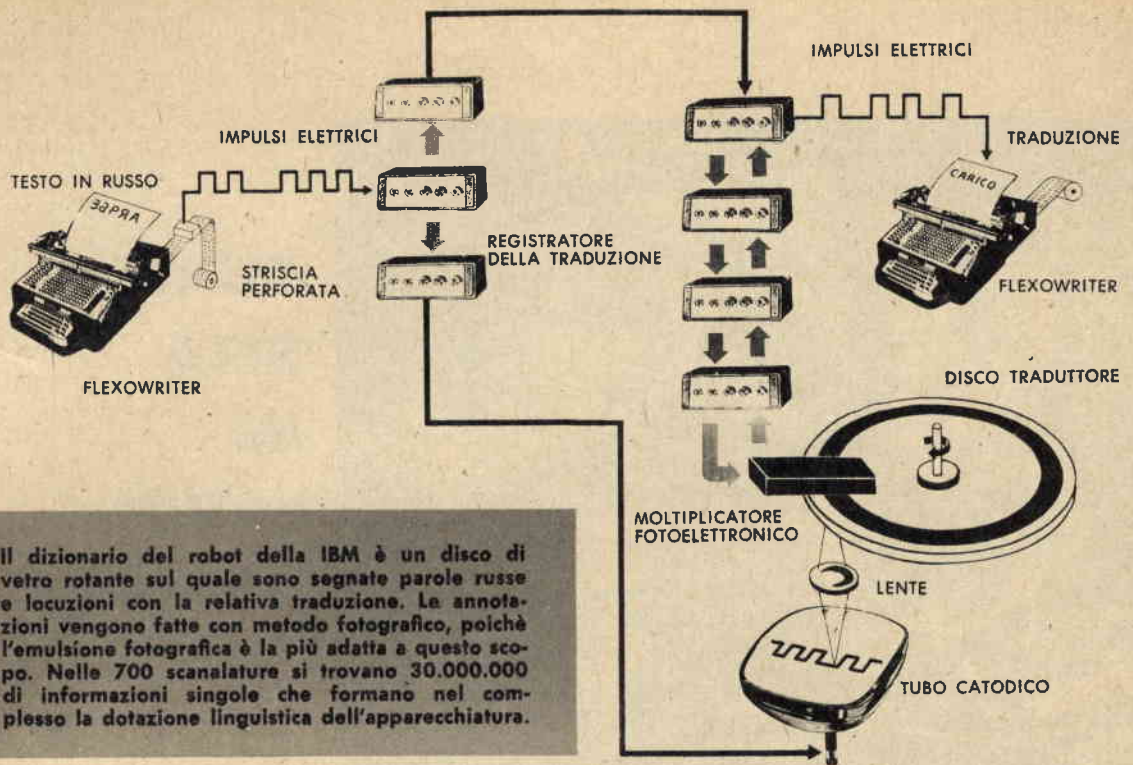 IMPULSI ELETTRICI
IMPULSI ELETTRICI
TRADUZIONE
TESTO IN RUSSO
CARICO
REGISTRATORE
DELLA TRADUZIONE
STRISCIA
PERFORATA
FLEXOWRITER
FLEXOWRITER
DISCO TRADUTTORE
MOLTIPLICATORE
FOTOELETTRONICO
LENTE
TUBO CATODICO
Il dizionario del robot della IBM è un disco di
vetro rotante sul quale sono segnate parole russe
e locuzioni con la relativa traduzione. Le annota-
zioni vengono fatte con metodo fotografico, poichè
l'emulsione fotografica è la più adatta a questo sco-
po. Nelle 700 scanalature si trovano 30.000.000
di informazioni singole che formano nel com-
plesso la dotazione linguistica dell'apparecchiatura.